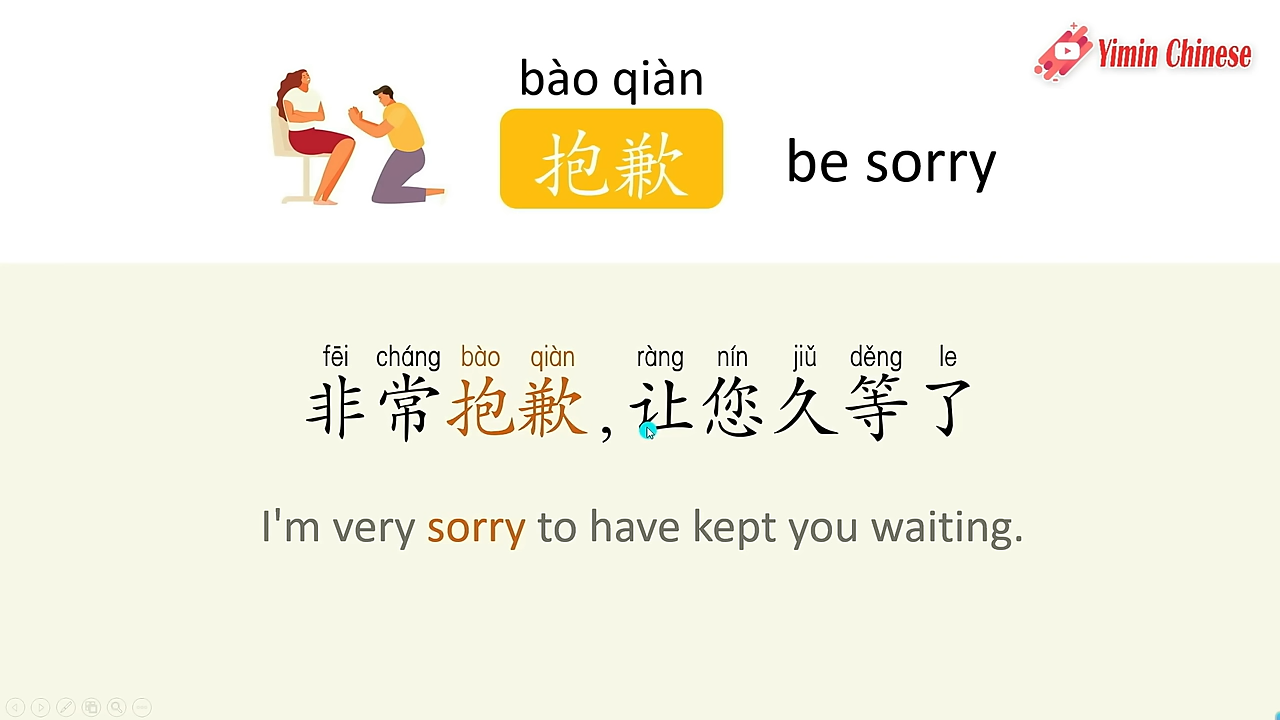 Yimin Chinese
bào qiàn
抱歉
be sorry
fēi cháng bào qiàn ràng nín jiǔ děng le
非常抱歉,让您久等了
I'm very sorry to have kept you waiting.